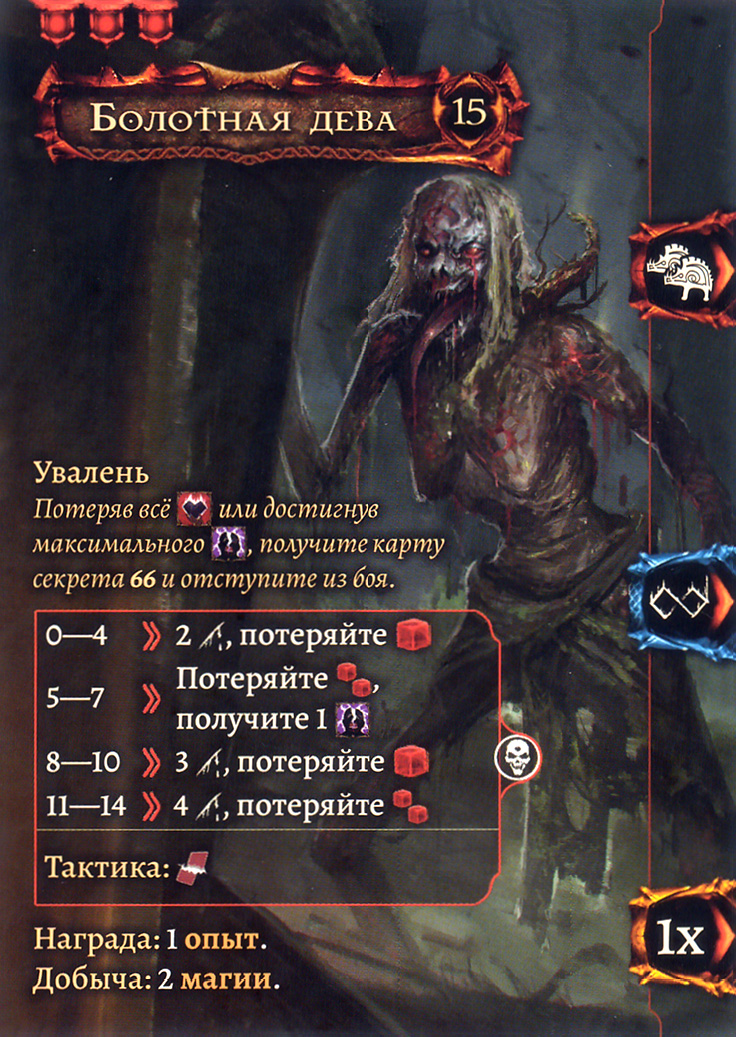 Болотная дева 15
Увалень
Потеряв всё или достигнув
максимального , получите карту
секрета 66 и отступите из боя.
0—4 2 , потеряйте
5—7 Потеряйте ,
получите 1
8—10 3 , потеряйте
11—14 4 , потеряйте
Тактика:
Награда: 1 опыт.
Добыча: 2 магии.
1x